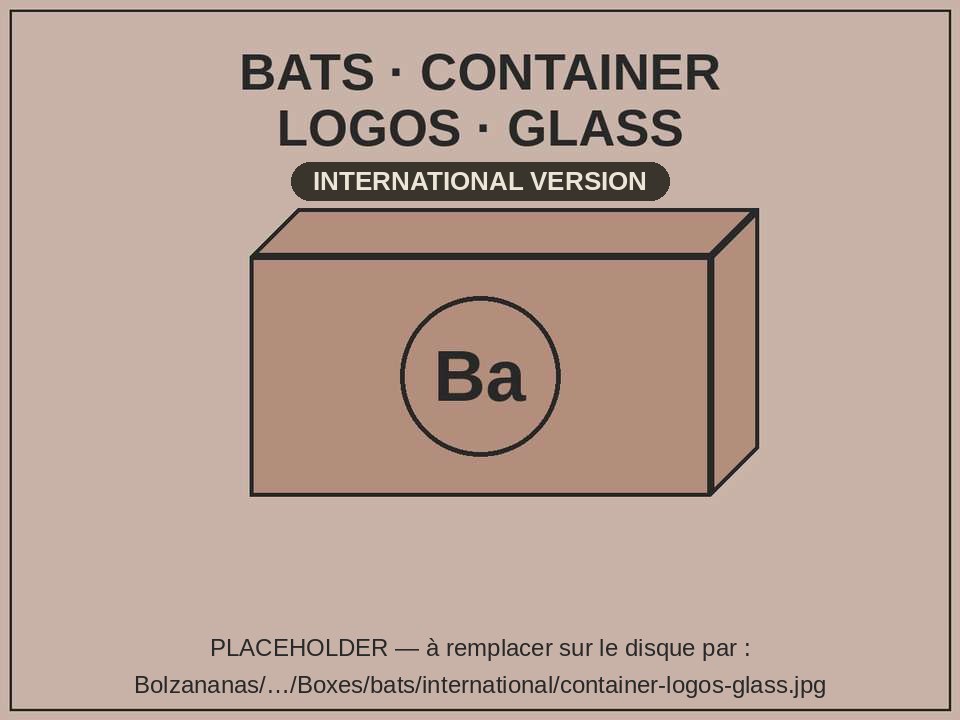 BATS · CONTAINER
LOGOS · GLASS
INTERNATIONAL VERSION
Ba
PLACEHOLDER — à remplacer sur le disque par :
Bolzananas/…/Boxes/bats/international/container-logos-glass.jpg